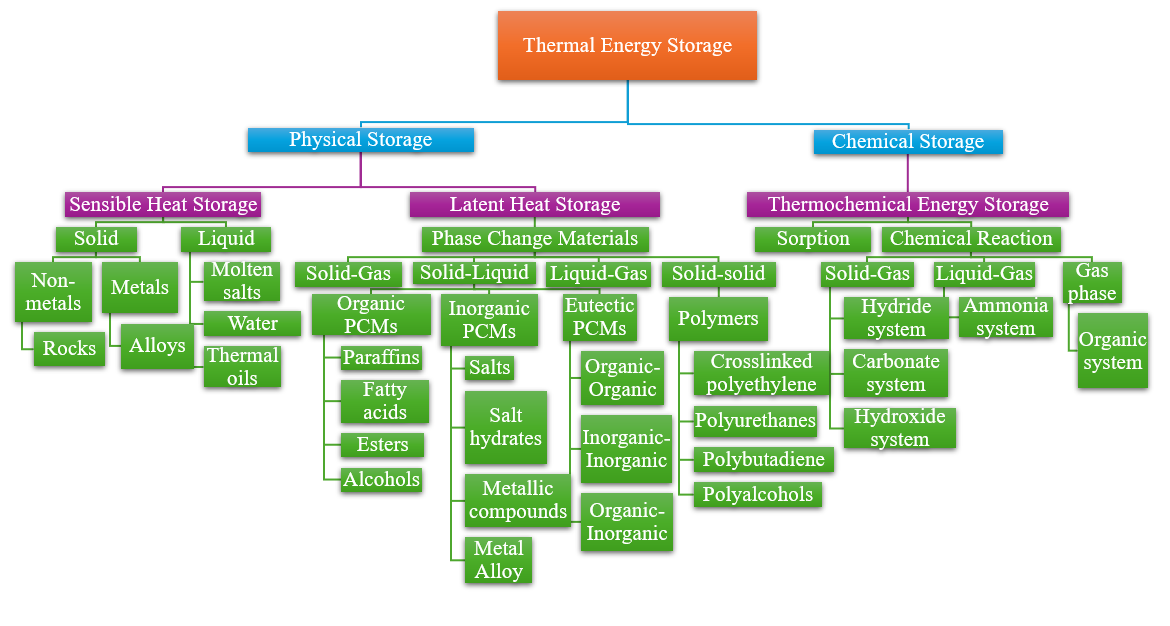 Thermal Energy Storage
Physical Storage
Chemical Storage
Sensible Heat Storage
Latent Heat Storage
Thermochemical Energy Storage
Solid
Liquid
Phase Change Materials
Sorption
Chemical Reaction
Non-
metals
Rocks
Metals
Alloys
Molten
salts
Water
Thermal
oils
Solid-Gas
Solid-Liquid
Liquid-Gas
Solid-solid
Organic
PCMs
Paraffins
Fatty
acids
Esters
Alcohols
Inorganic
PCMs
Salts
Salt
hydrates
Metallic
compounds
Metal
Alloy
Eutectic
PCMs
Organic-
Organic
Inorganic-
Inorganic
Organic-
Inorganic
Polymers
Crosslinked
polyethylene
Polyurethanes
Polybutadiene
Polyalcohols
Solid-Gas
Hydride
system
Carbonate
system
Hydroxide
system
Liquid-Gas
Ammonia
system
Gas
phase
Organic
system